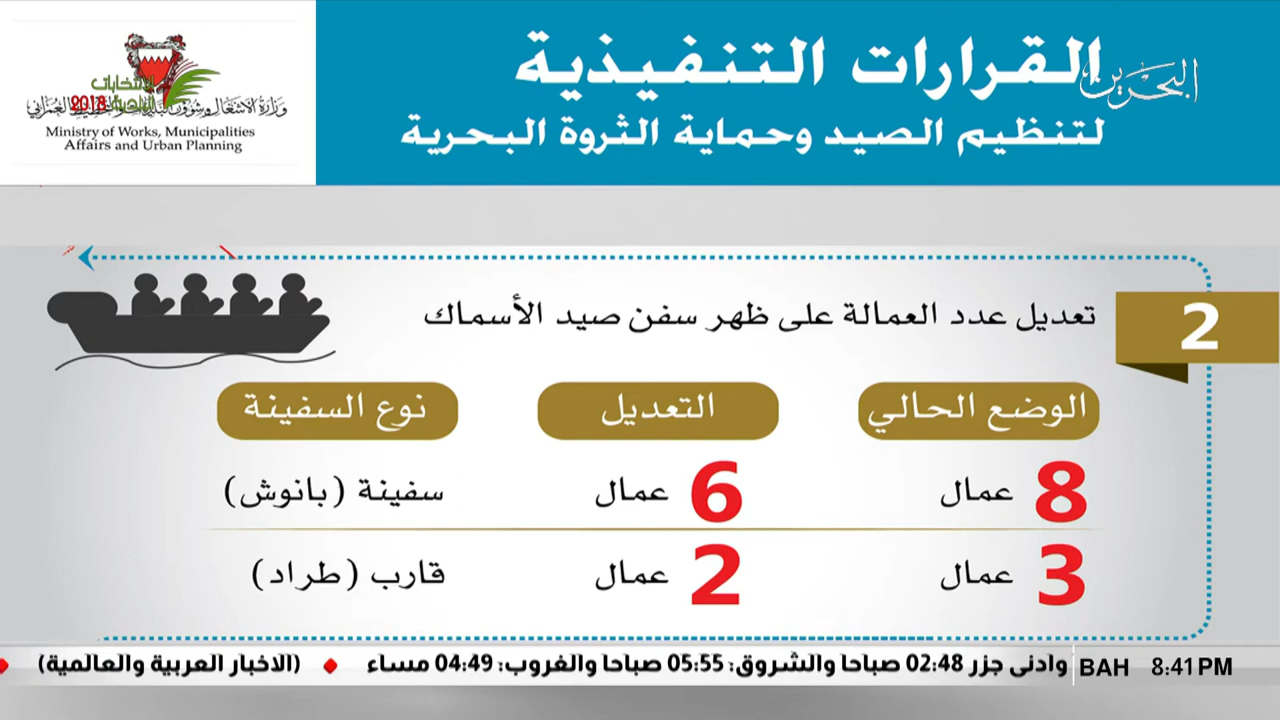 القرارات التنفيذية
البحرين
لتنظيم الصيد وحماية الثروة البحرية
الانتخابات
2018
Ministry of Works, Municipalities
Affairs and Urban Planning
2
تعديل عدد العمالة على ظهر سفن صيد الأسماك
الوضع الحالي التعديل نوع السفينة
8 عمال 6 عمال سفينة (بانوش)
3 عمال 2 عمال قارب (طراد)
وادنى جزر 02:48 صباحا والشروق: 05:55 صباحا والغروب: 04:49 مساء (الاخبار العربية والعالمية)
BAH 8:41 PM